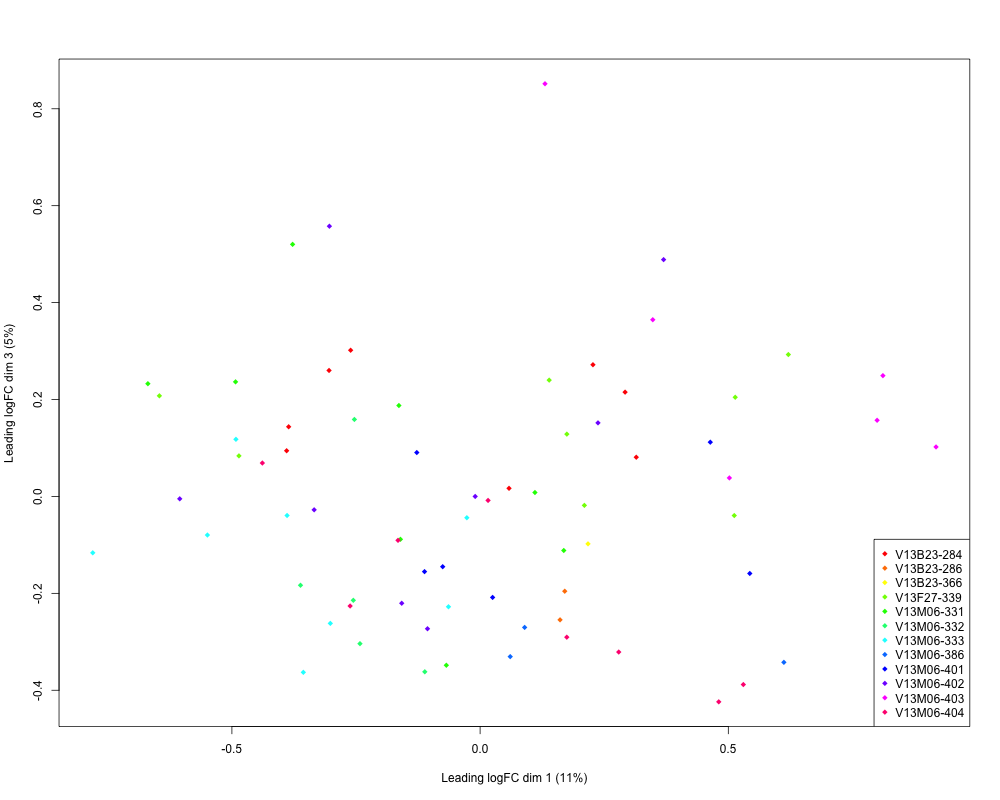 Leading logFC dim 3 (5%)
0.8
0.6
0.4
0.2
0.0
-0.2
-0.4
-0.5
0.0
0.5
Leading logFC dim 1 (11%)
V13B23-284
V13B23-286
V13B23-366
V13F27-339
V13M06-331
V13M06-332
V13M06-333
V13M06-386
V13M06-401
V13M06-402
V13M06-403
V13M06-404